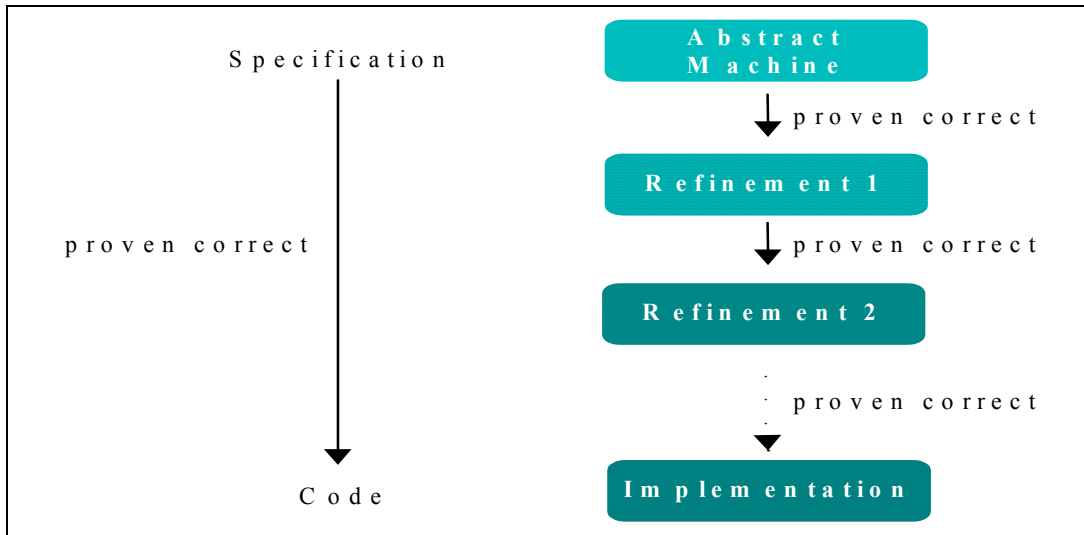 Specification
proven correct
Code
Abstract
Machine
proven correct
Refinement 1
proven correct
Refinement 2
proven correct
Implementation